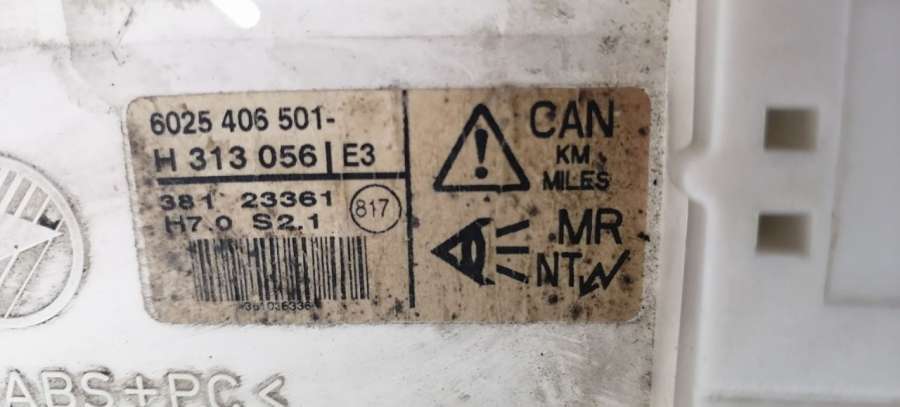 6025 406 501-
H 313 056 E3
381 23361
H7.0 S2.1
817
CAN
KM
MILES
MR
NT
ABS+PC<